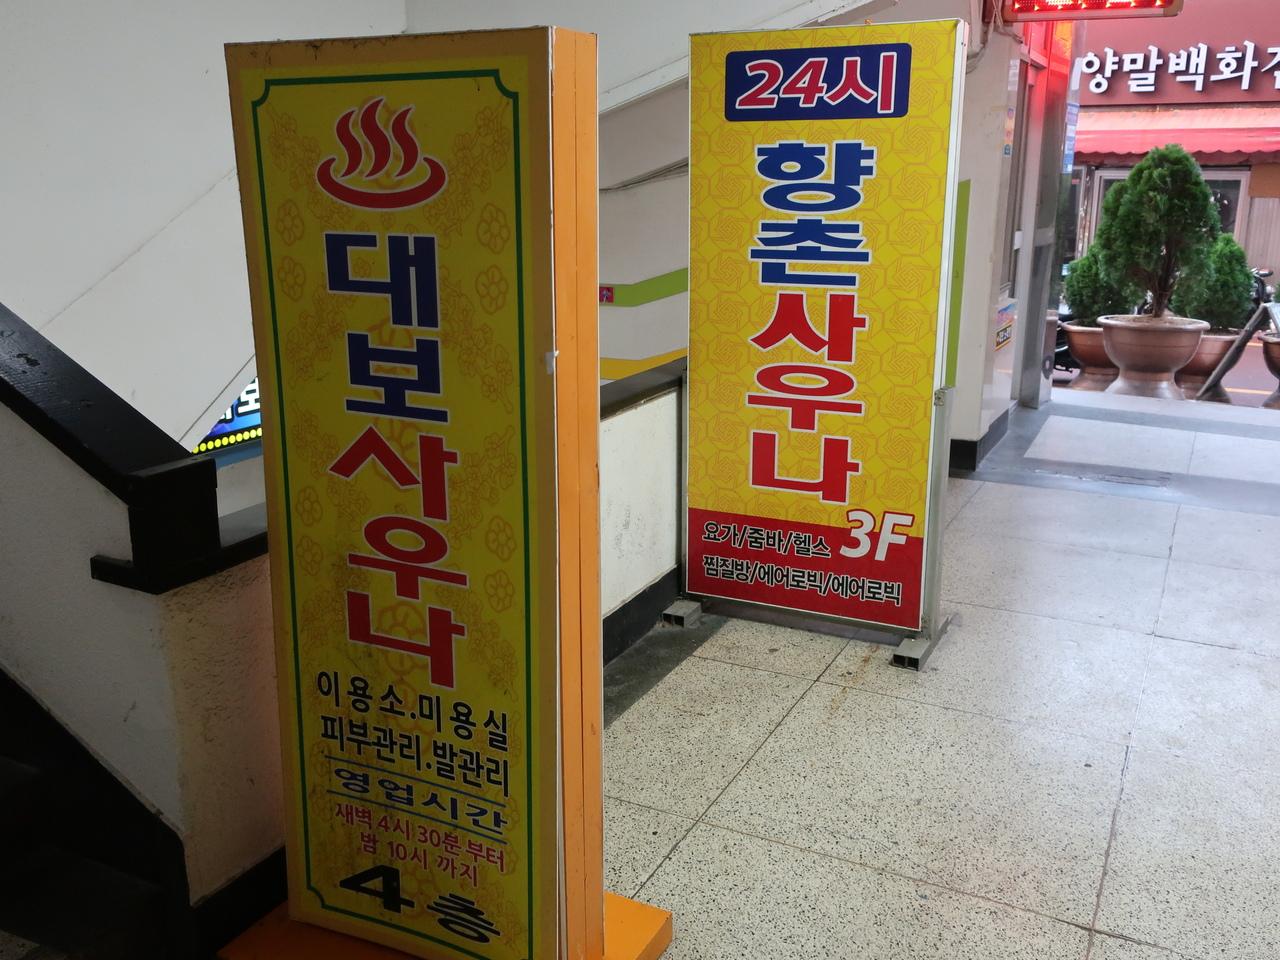 대보사우나
이용소.미용실
피부관리.발관리
영업시간
새벽 4시 30분 부터
밤 10시 까지
4층
24시
향촌사우나
3F
요가/줌바/헬스
찜질방/에어로빅/에어로빅
양말백화